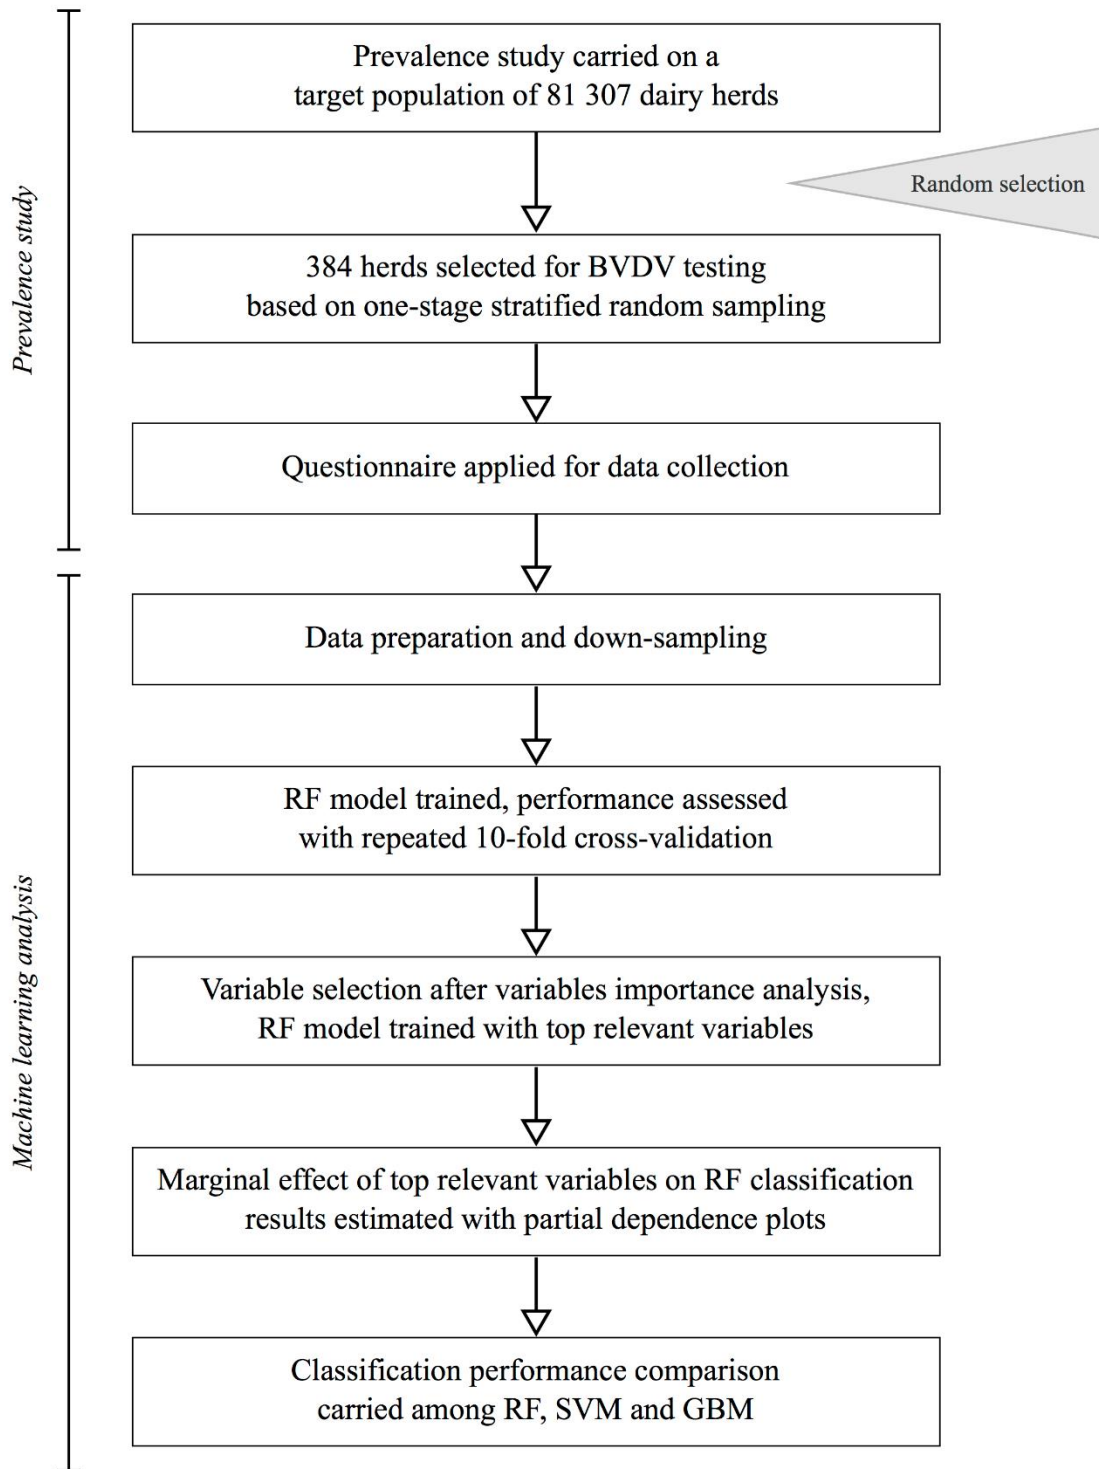 Prevalence study carried on a
target population of 81 307 dairy herds
Random selection
Prevalence study
384 herds selected for BVDV testing
based on one-stage stratified random sampling
Questionnaire applied for data collection
Data preparation and down-sampling
RF model trained, performance assessed
with repeated 10-fold cross-validation
Machine learning analysis
Variable selection after variables importance analysis,
RF model trained with top relevant variables
Marginal effect of top relevant variables on RF classification
results estimated with partial dependence plots
Classification performance comparison
carried among RF, SVM and GBM